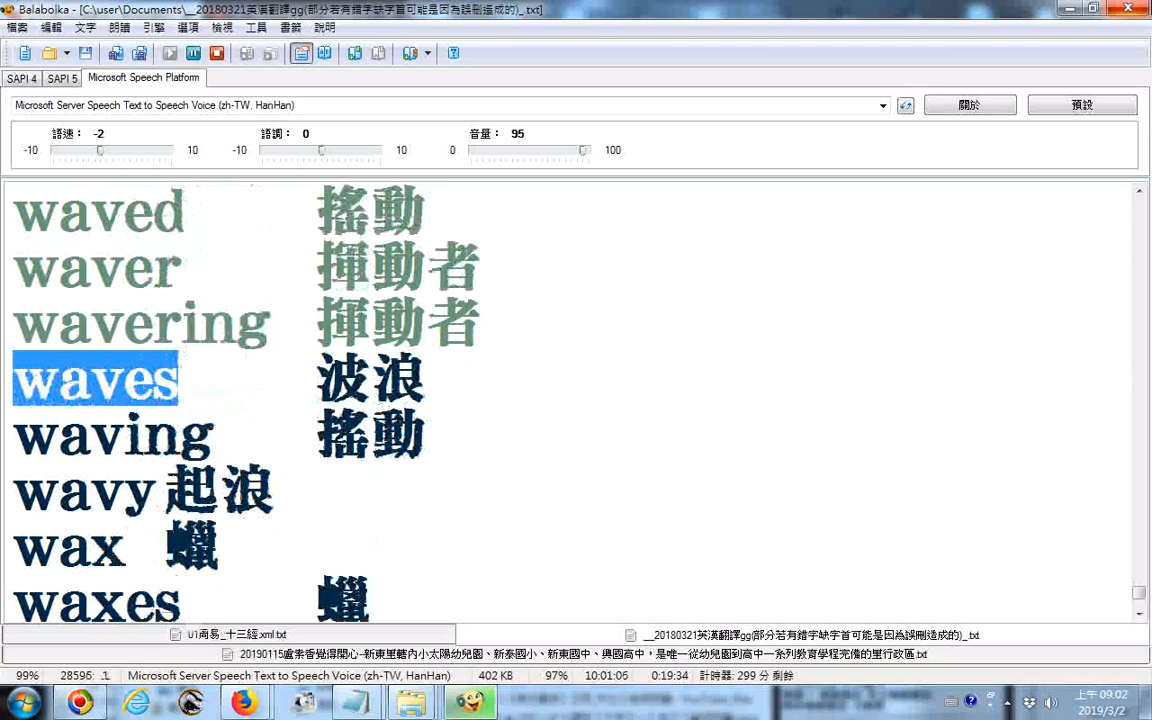 Balabolka - [C:\user\Documents\__20180321英漢翻譯gg(部分若有錯字缺字首可能是因為誤刪造成的)_.txt]
檔案 編輯 文字 朗讀 引擎 選項 檢視 工具 書籤 說明
SAPI 4 SAPI 5 Microsoft Speech Platform
Microsoft Server Speech Text to Speech Voice (zh-TW, HanHan) 關於 預設
語速： -2 語調： 0 音量： 95
-10 10 -10 10 0 100
waved 搖動
waver 揮動者
wavering 揮動者
waves 波浪
waving 搖動
wavy 起浪
wax 蠟
waxes 蠟
01周易_十三經.xml.txt __20180321英漢翻譯gg(部分若有錯字缺字首可能是因為誤刪造成的)_.txt
20190115盧素香覺得開心-新東里轄內小太陽幼兒園、新泰國小、新東國中、興國高中，是唯一從幼兒園到高中一系列教育學程完備的里行政區.txt
99% 28596: 1 Microsoft Server Speech Text to Speech Voice (zh-TW, HanHan) 402 KB 97% 10:01:06 0:19:34 計時器: 299 分 剩餘
上午 09:02
2019/3/2